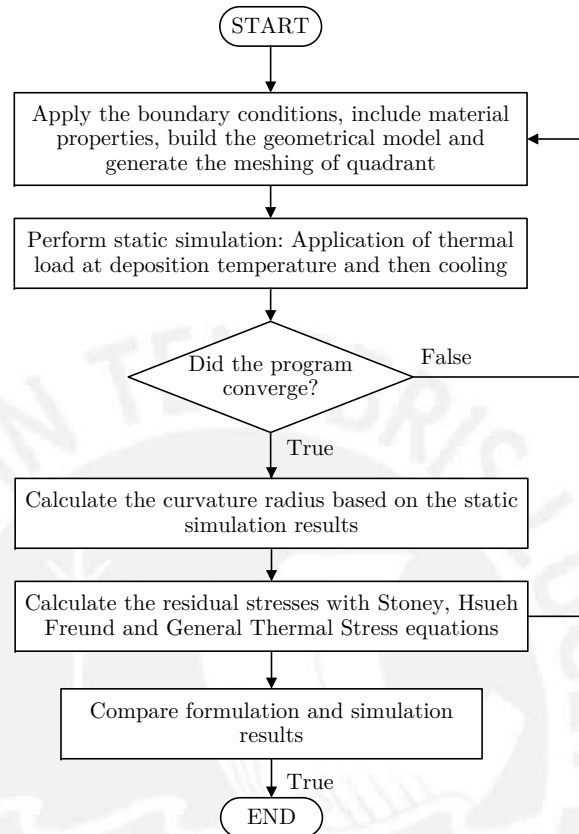 START
Apply the boundary conditions, include material
properties, build the geometrical model and
generate the meshing of quadrant
Perform static simulation: Application of thermal
load at deposition temperature and then cooling
Did the program
converge?
False
True
Calculate the curvature radius based on the static
simulation results
Calculate the residual stresses with Stoney, Hsueh
Freund and General Thermal Stress equations
Compare formulation and simulation
results
True
END